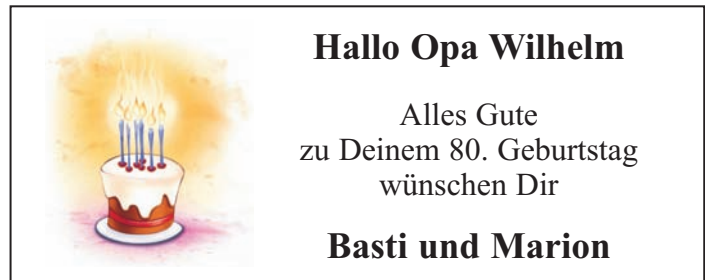 Hallo Opa Wilhelm
Alles Gute
zu Deinem 80. Geburtstag
wünschen Dir
Basti und Marion